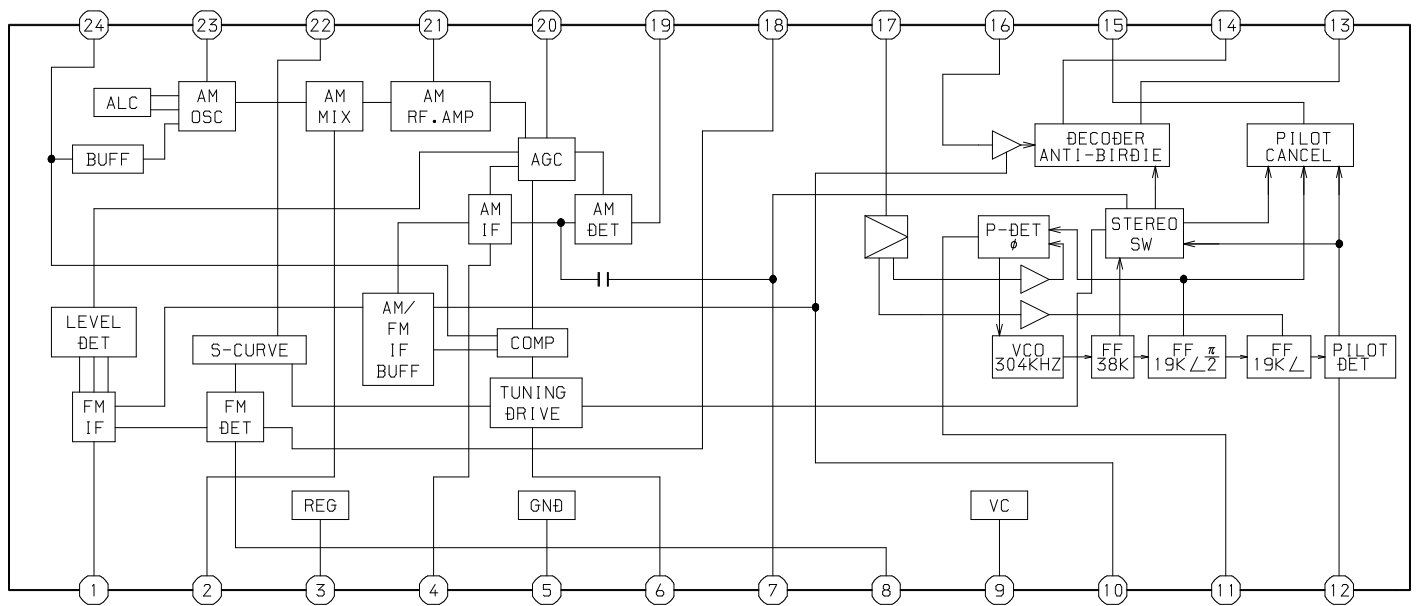 24 23 22 21 20 19 18 17 16 15 14 13
ALC
AM
OSC
AM
MIX
AM
RF.AMP
BUFF
AGC
DECODER
ANTI-BIRDIE
PILOT
CANCEL
AM
IF
AM
DET
P-DET
φ
STEREO
SW
LEVEL
DET
S-CURVE
AM/
FM
IF
BUFF
COMP
VCO
304KHZ
FF
38K
FF
19K∠π/2
FF
19K∠
PILOT
DET
FM
IF
FM
DET
TUNING
DRIVE
REG
GND
VC
1 2 3 4 5 6 7 8 9 10 11 12